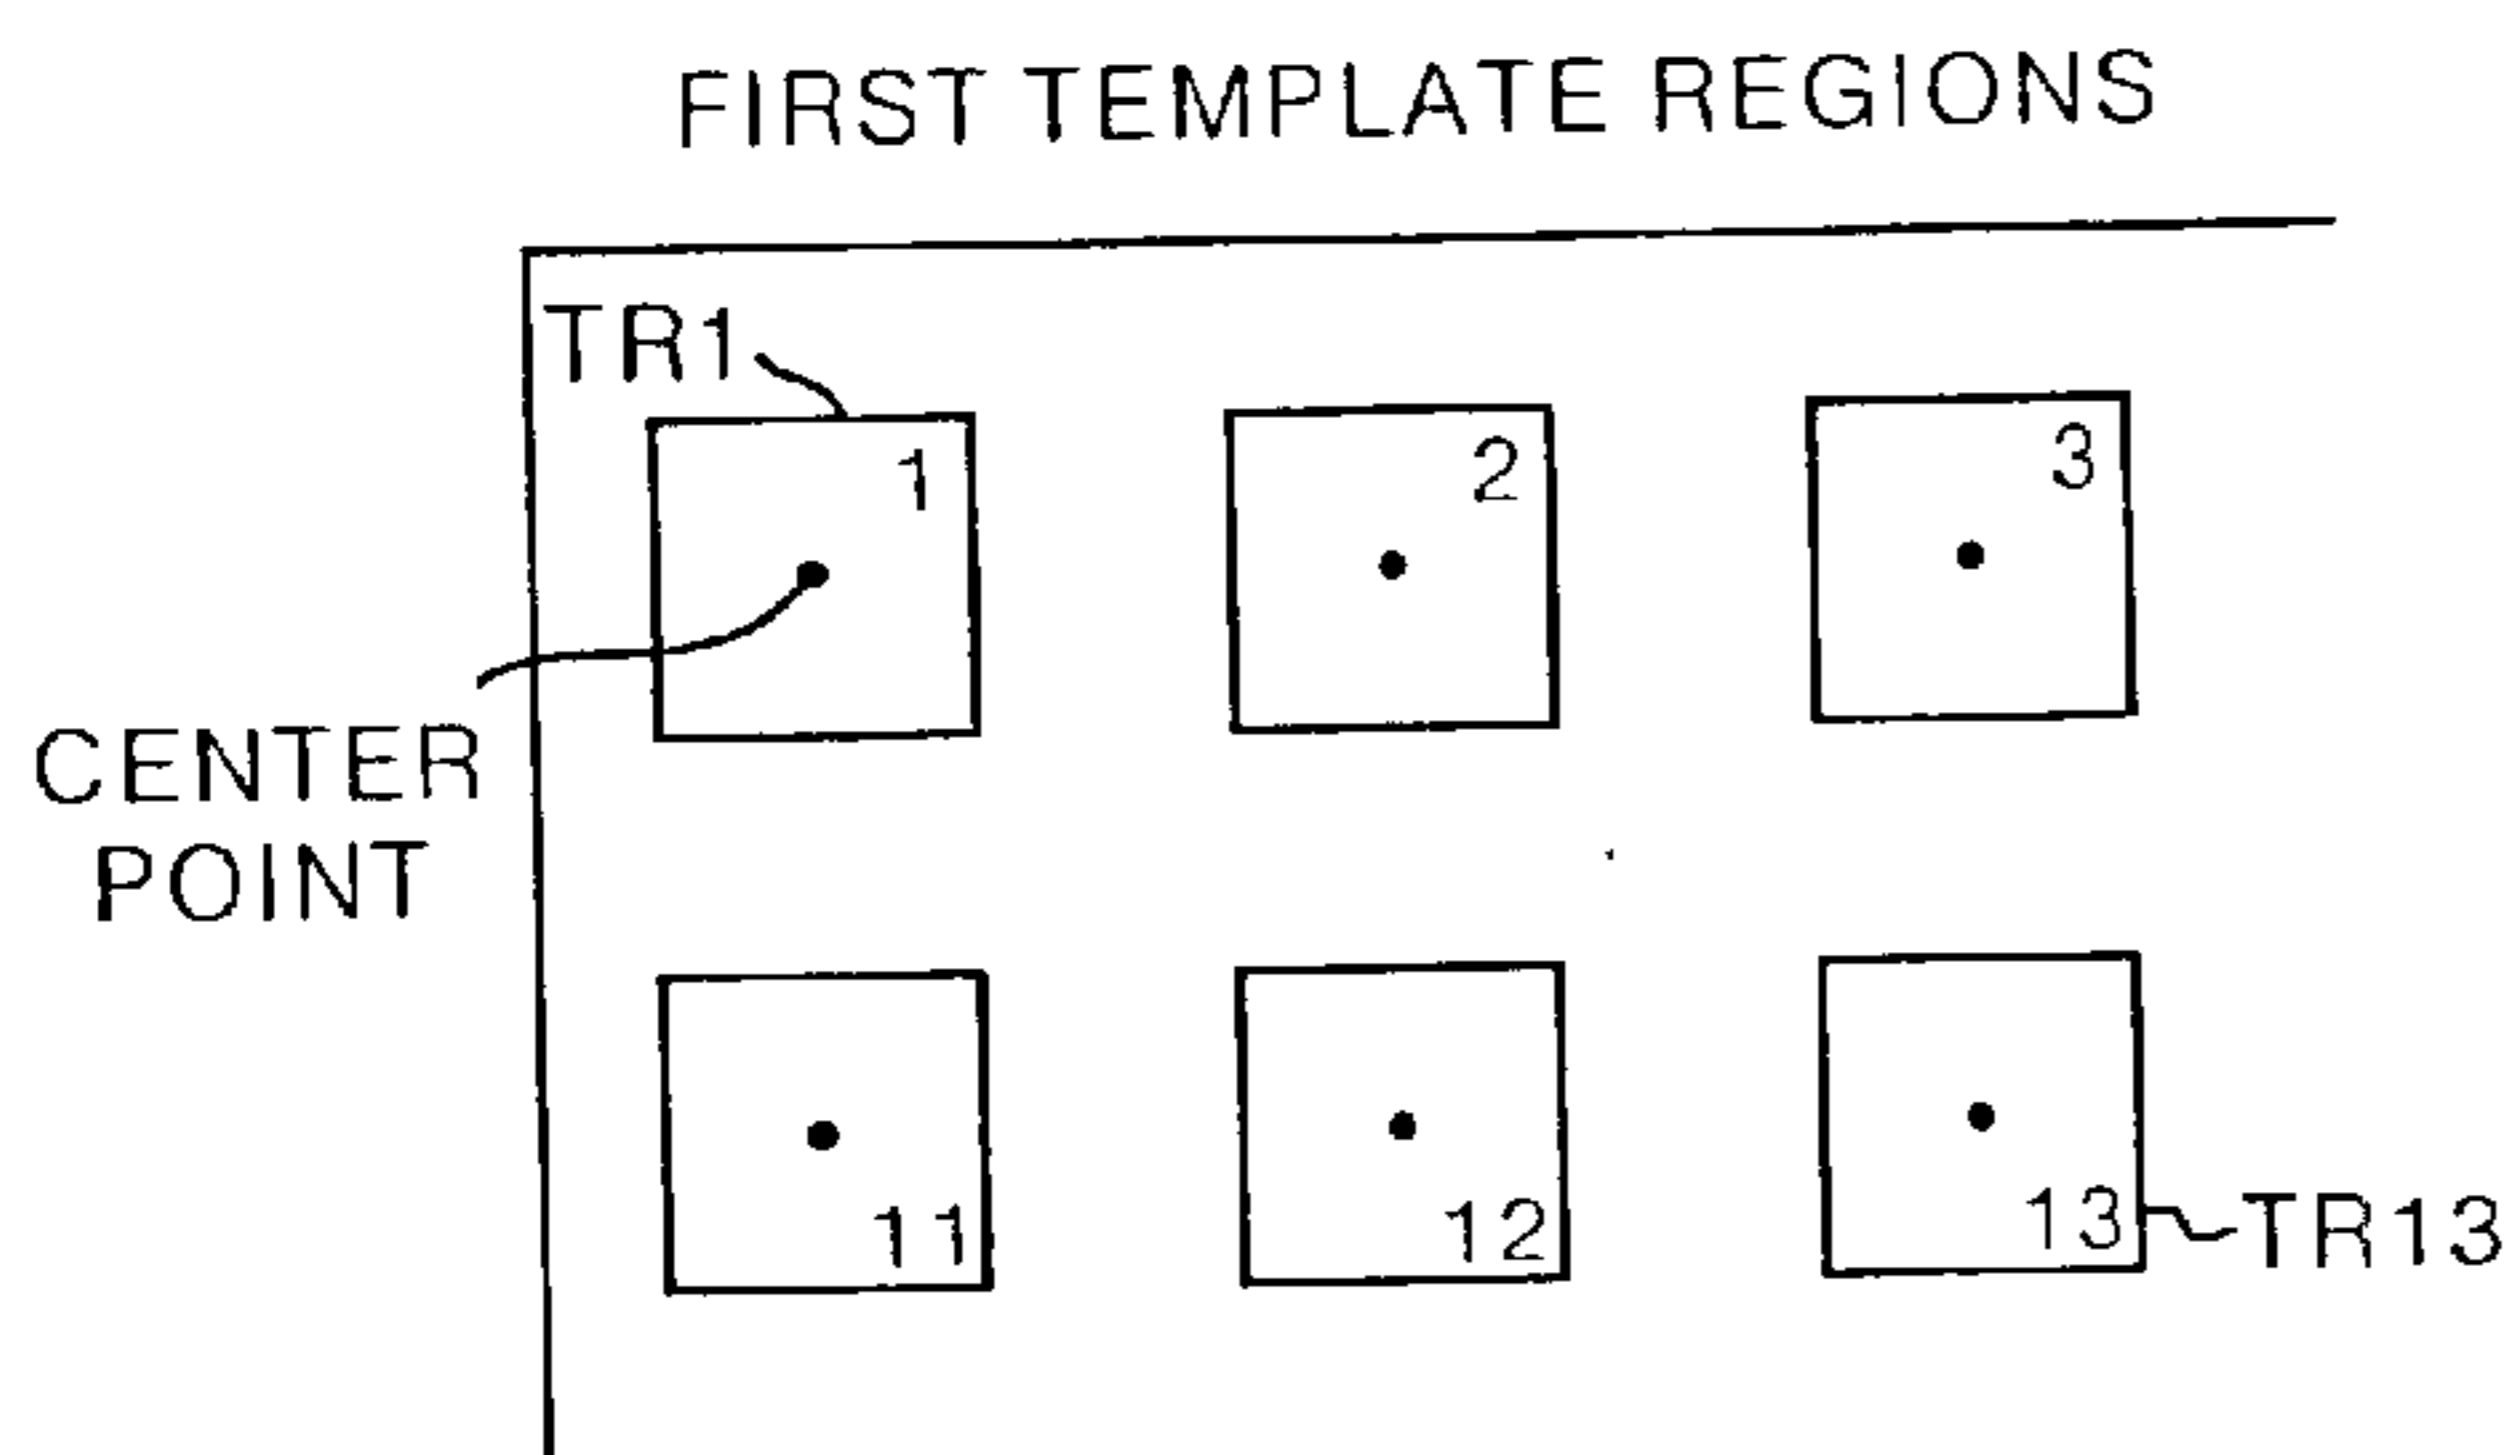 FIRST TEMPLATE REGIONS
TR1
1
2
3
CENTER
POINT
11
12
13
TR13